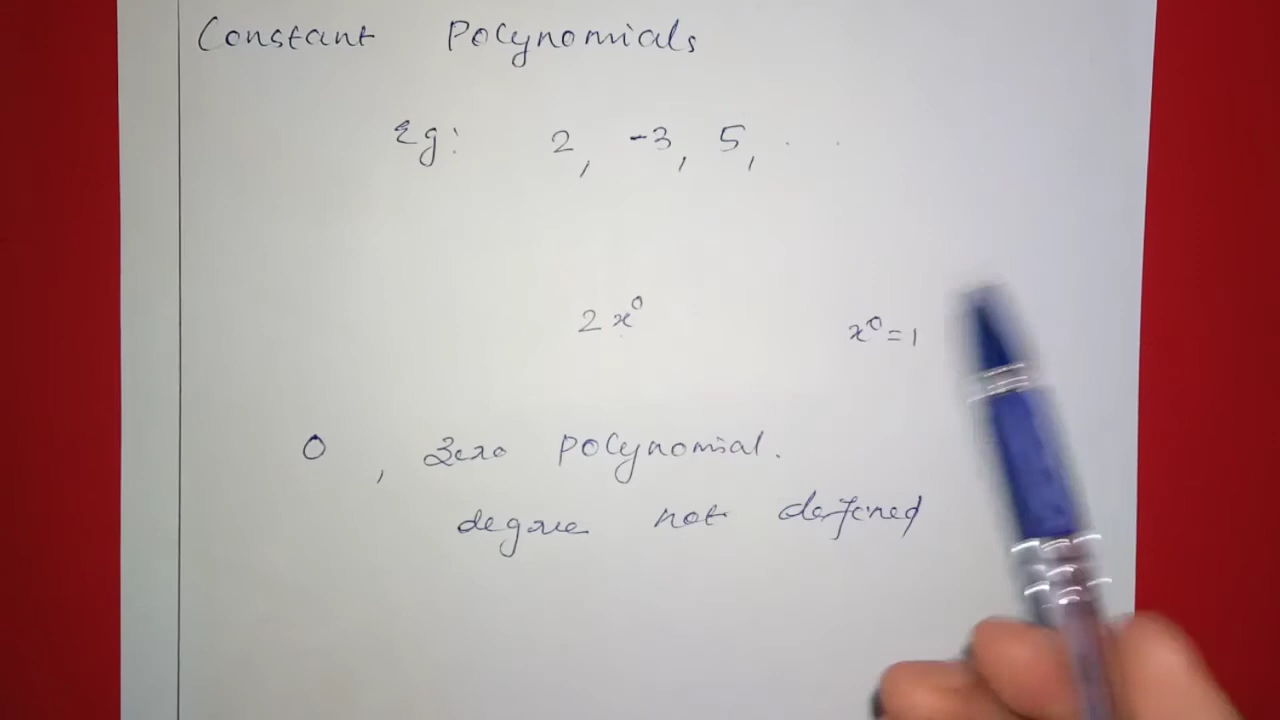 Constant Polynomials
Eg: 2, -3, 5, . .
2x⁰ x⁰=1
0, Zero polynomial.
degree not defined